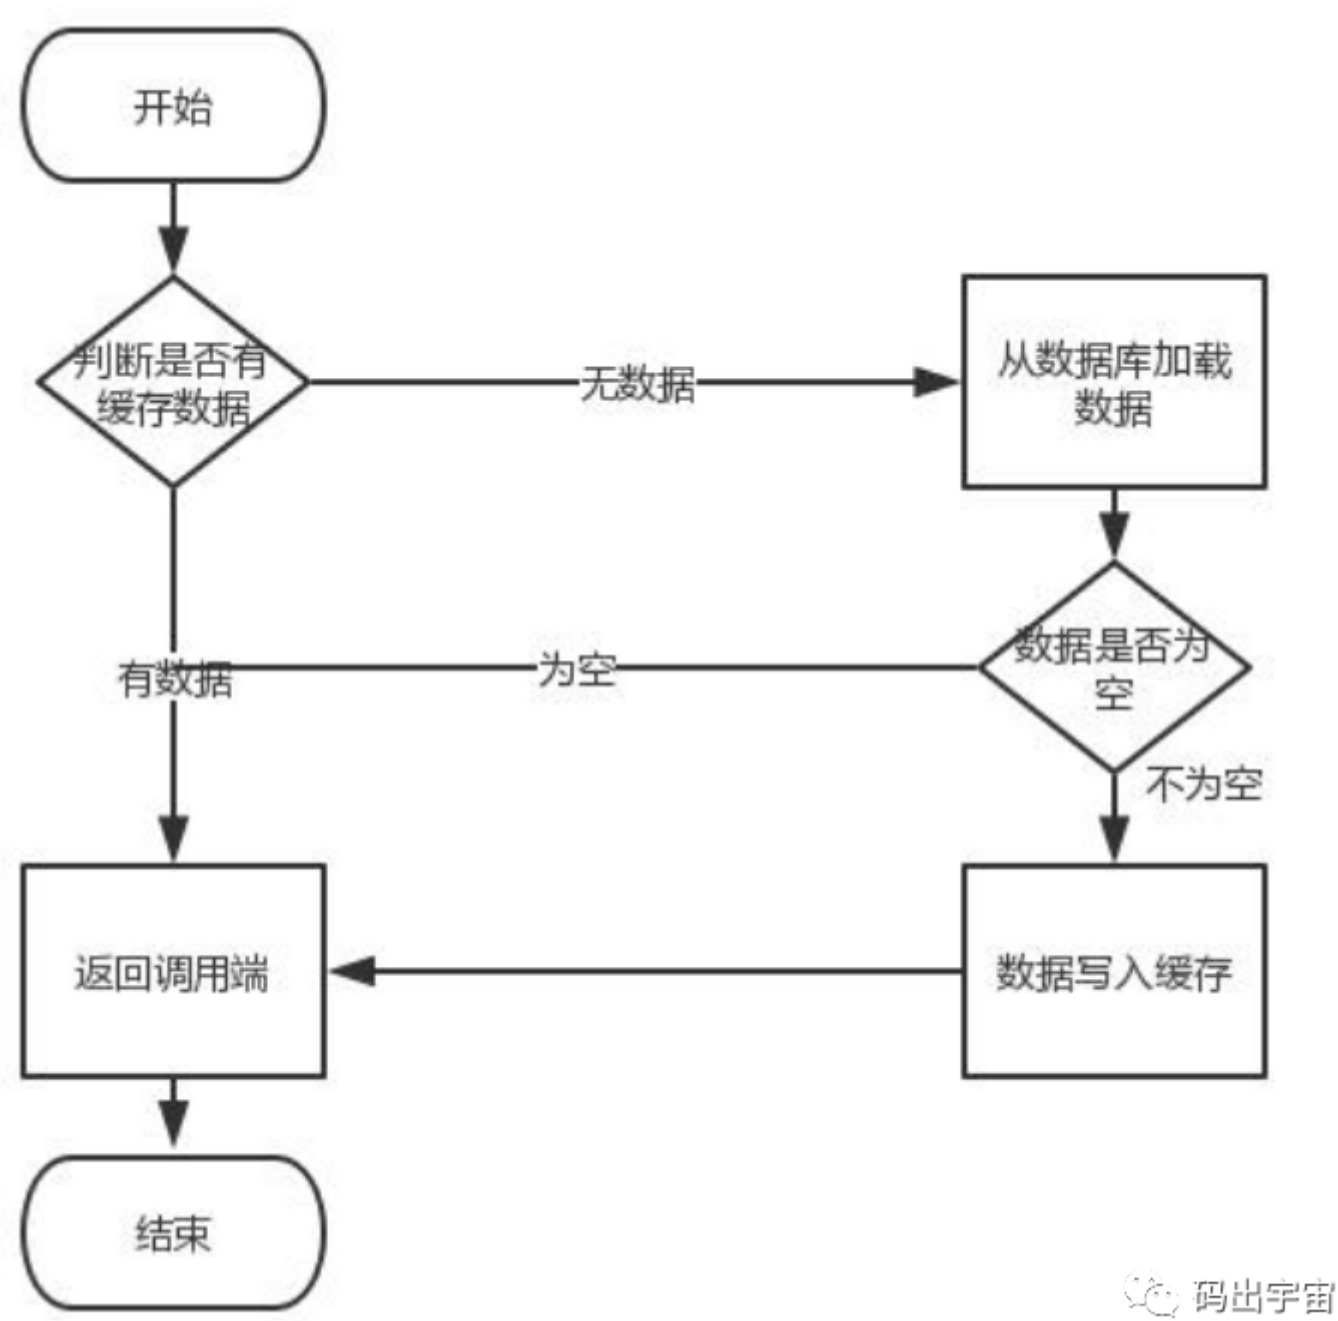 开始
判断是否有
缓存数据
无数据
从数据库加载
数据
有数据
为空
数据是否为
空
不为空
返回调用端
数据写入缓存
结束
码出宇宙